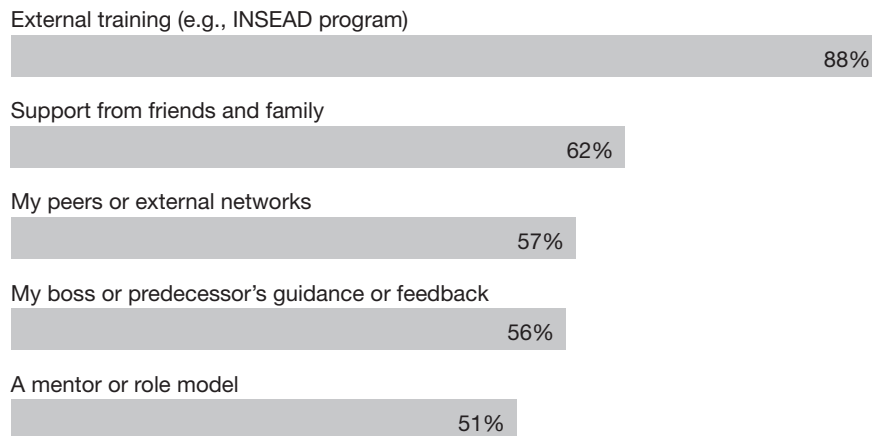 External training (e.g., INSEAD program)
88%
Support from friends and family
62%
My peers or external networks
57%
My boss or predecessor’s guidance or feedback
56%
A mentor or role model
51%